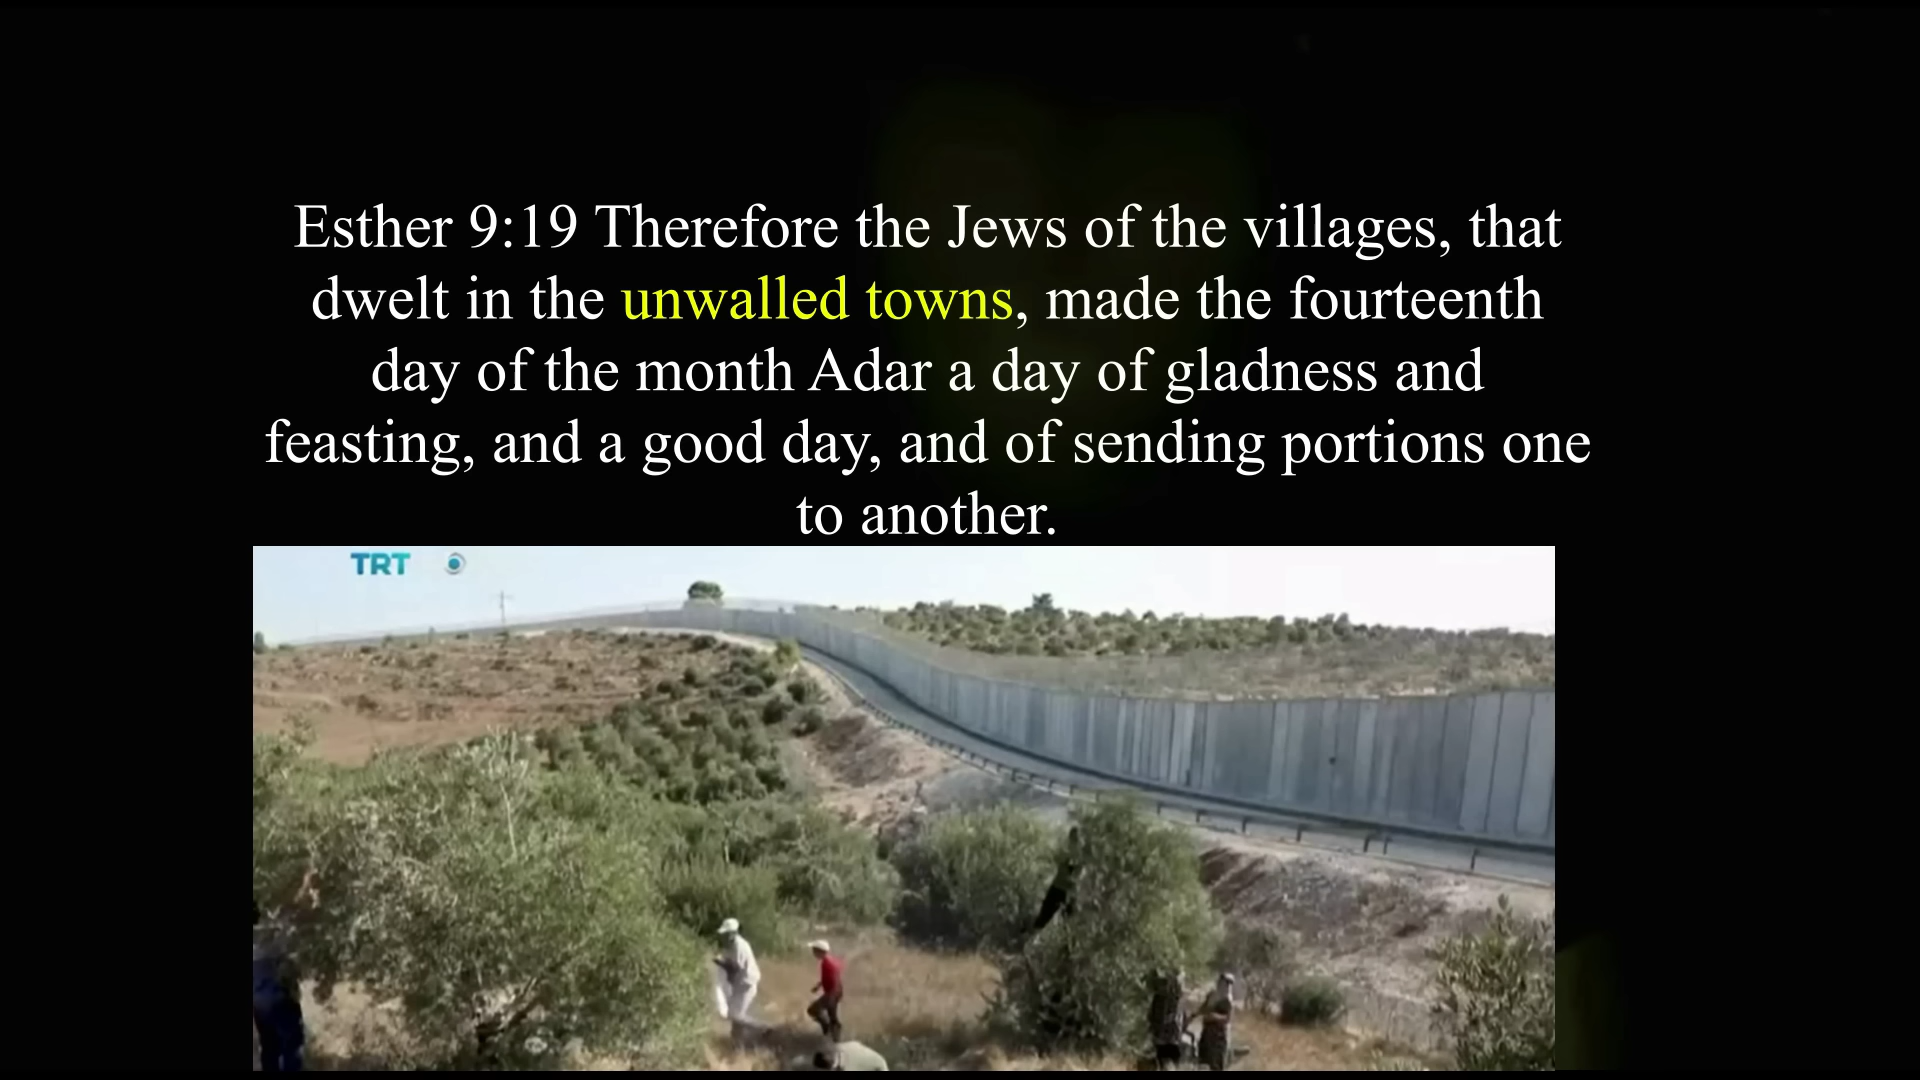 Esther 9:19 Therefore the Jews of the villages, that
dwelt in the unwalled towns, made the fourteenth
day of the month Adar a day of gladness and
feasting, and a good day, and of sending portions one
to another.
TRT